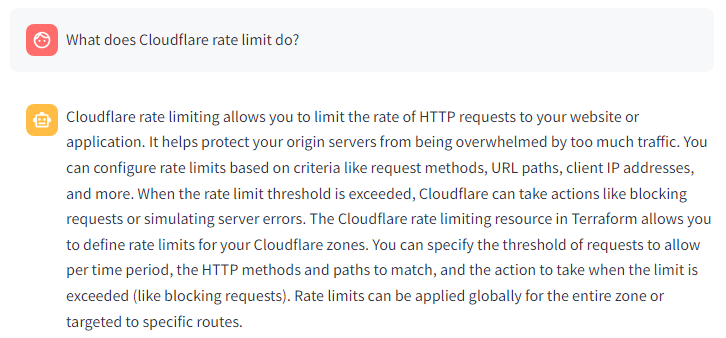 What does Cloudflare rate limit do?
Cloudflare rate limiting allows you to limit the rate of HTTP requests to your website or
application. It helps protect your origin servers from being overwhelmed by too much traffic. You
can configure rate limits based on criteria like request methods, URL paths, client IP addresses,
and more. When the rate limit threshold is exceeded, Cloudflare can take actions like blocking
requests or simulating server errors. The Cloudflare rate limiting resource in Terraform allows you
to define rate limits for your Cloudflare zones. You can specify the threshold of requests to allow
per time period, the HTTP methods and paths to match, and the action to take when the limit is
exceeded (like blocking requests). Rate limits can be applied globally for the entire zone or
targeted to specific routes.